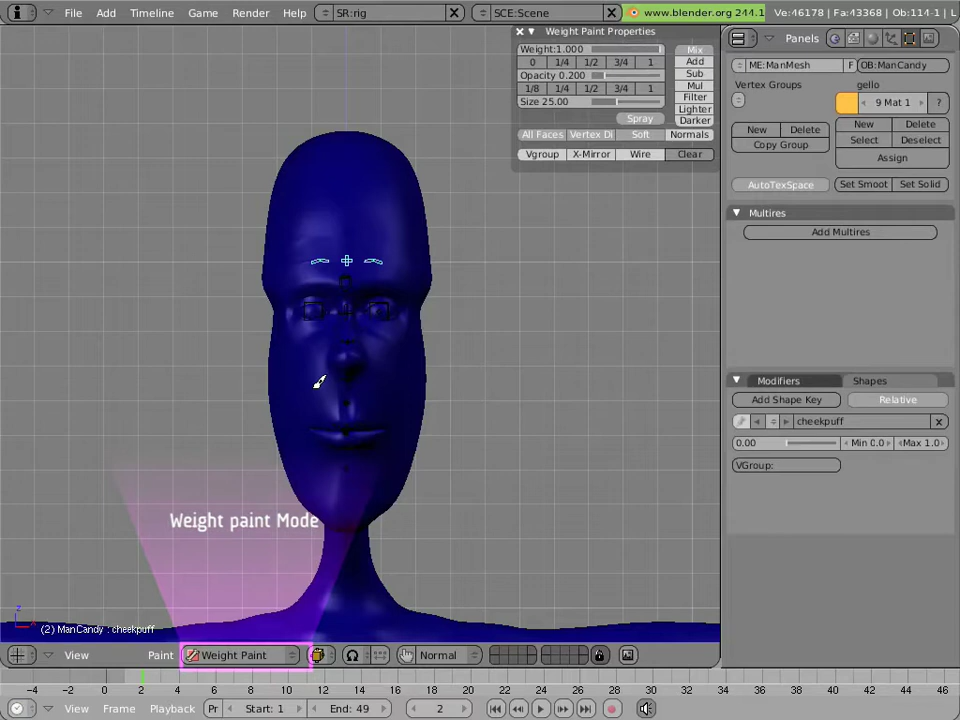 File Add Timeline Game Render Help SR:rig SCE:Scene www.blender.org 244.1 Ve:46178 | Fa:43368 | Ob:114-1 | L
Weight Paint Properties
Weight:1.000
0 1/4 1/2 3/4 1
Opacity 0.200
1/8 1/4 1/2 3/4 1
Size 25.00
Spray
Mix
Add
Sub
Mul
Filter
Lighter
Darker
All Faces Vertex Di Soft Normals
Vgroup X-Mirror Wire Clear
Panels
ME:ManMesh F OB:ManCandy
Vertex Groups gello
9 Mat 1 ?
New Delete New Delete
Copy Group Select Deselect
Assign
AutoTexSpace Set Smoot Set Solid
Multires
Add Multires
Modifiers Shapes
Add Shape Key Relative
cheekpuff
0.00 Min 0.0 Max 1.0
VGroup:
Weight paint Mode
z
x
(2) ManCandy : cheekpuff
View Paint Weight Paint Normal
-4 -2 0 2 4 6 8 10 12 14 16 18 20 22 24 26 28 30 32 34 36 38 40 42 44 46
View Frame Playback Pr Start: 1 End: 49 2